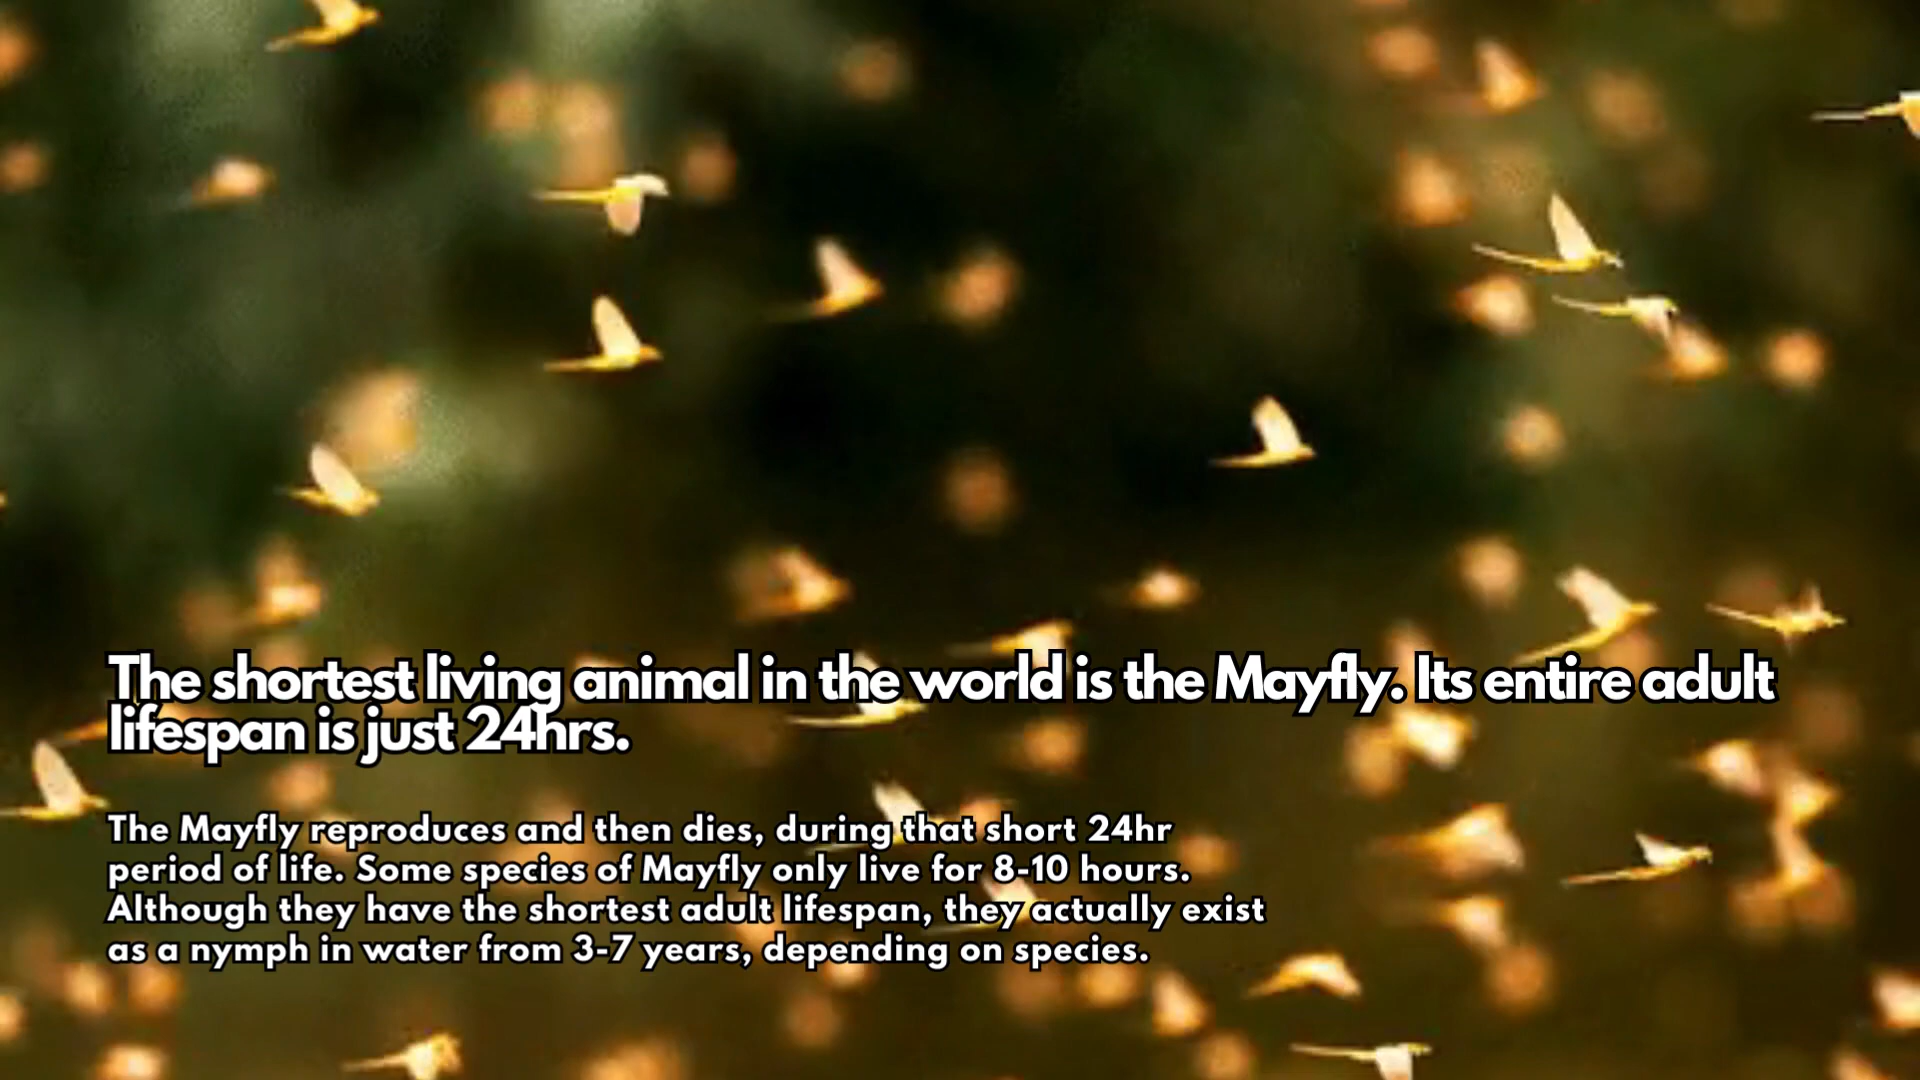 The shortest living animal in the world is the Mayfly. Its entire adult
lifespan is just 24hrs.
The Mayfly reproduces and then dies, during that short 24hr
period of life. Some species of Mayfly only live for 8-10 hours.
Although they have the shortest adult lifespan, they actually exist
as a nymph in water from 3-7 years, depending on species.